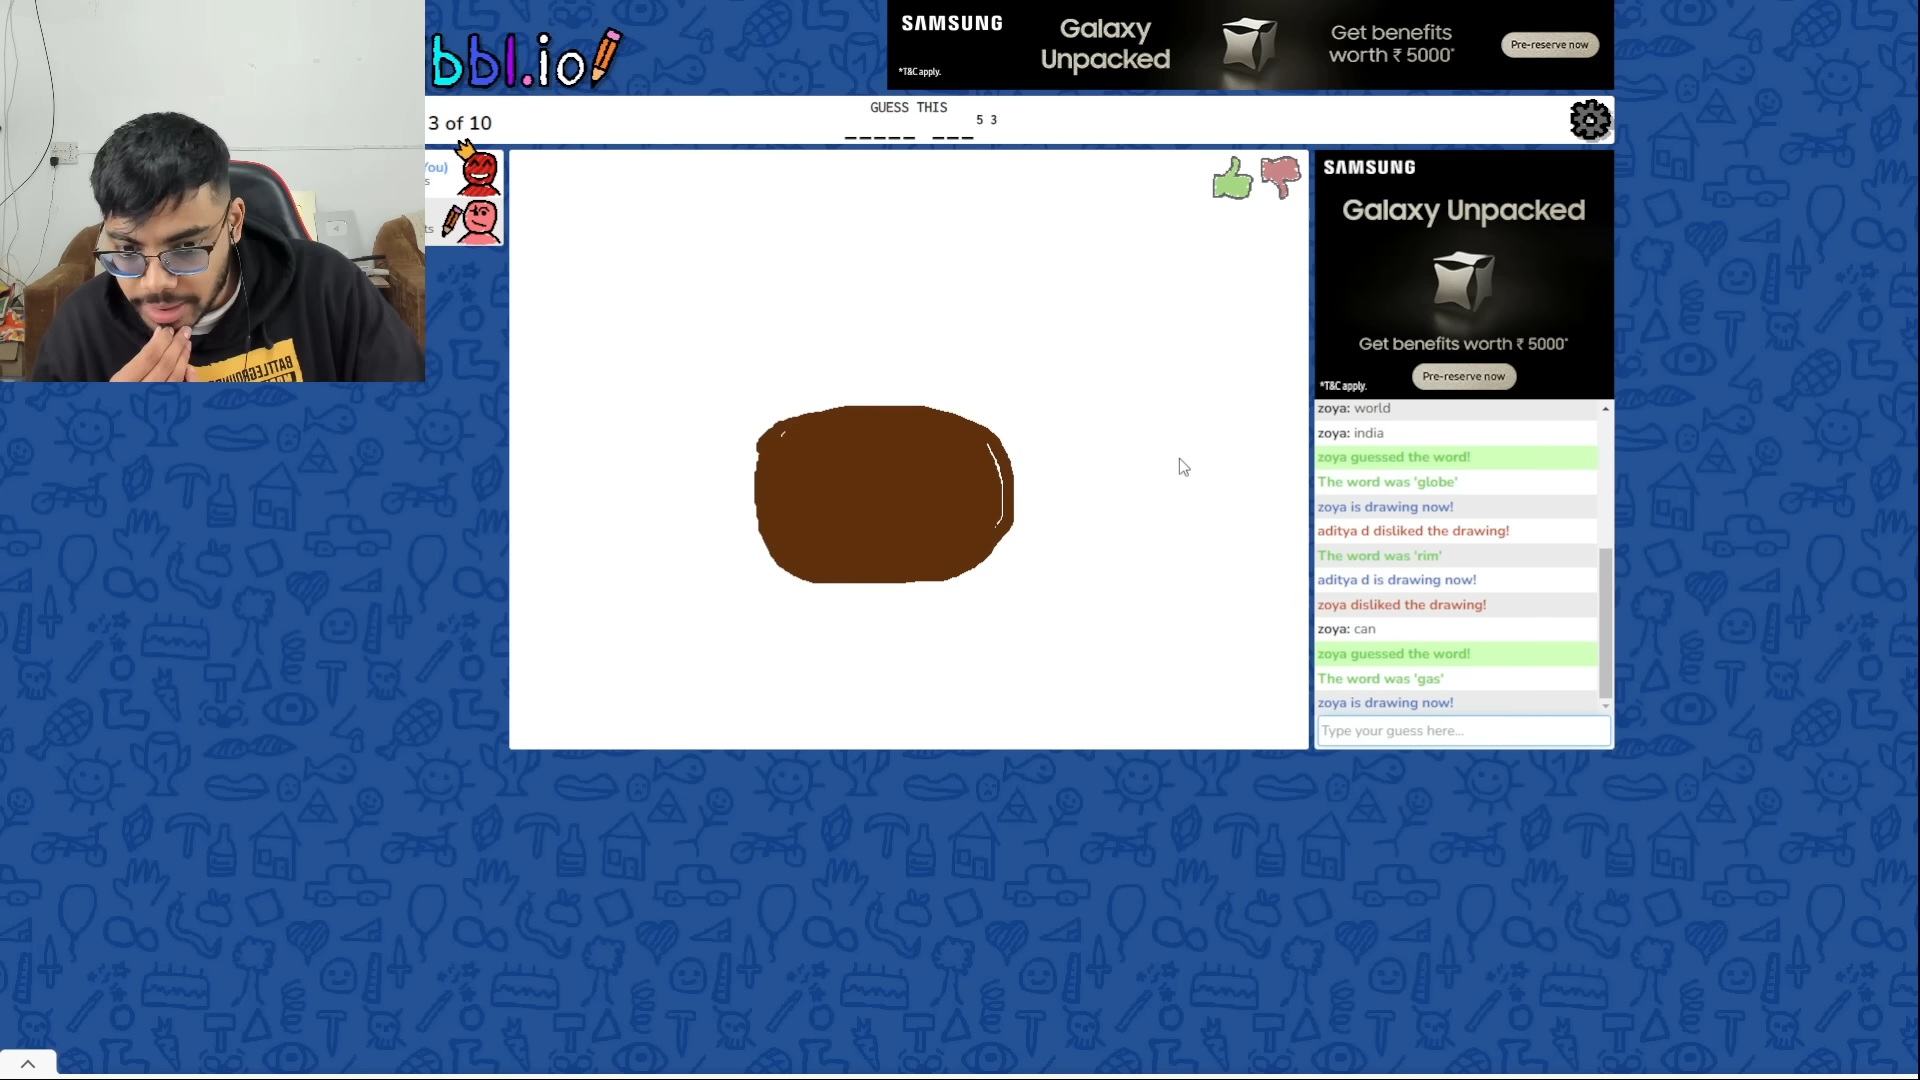 bbl.io
SAMSUNG
*T&C apply.
Galaxy
Unpacked
Get benefits
worth ₹ 5000*
Pre-reserve now
3 of 10
GUESS THIS
_____ ___ 5 3
You)
s
ts
SAMSUNG
Galaxy Unpacked
Get benefits worth ₹ 5000*
Pre-reserve now
*T&C apply.
zoya: world
zoya: india
zoya guessed the word!
The word was 'globe'
zoya is drawing now!
aditya d disliked the drawing!
The word was 'rim'
aditya d is drawing now!
zoya disliked the drawing!
zoya: can
zoya guessed the word!
The word was 'gas'
zoya is drawing now!
Type your guess here...